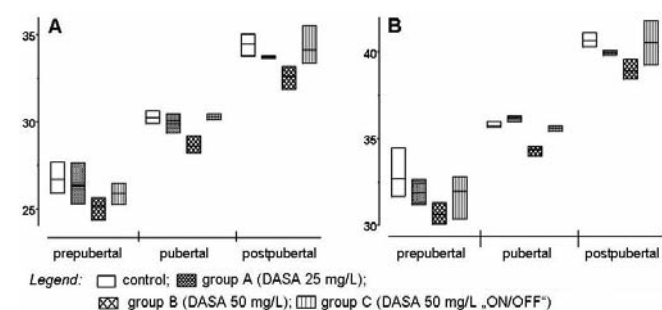 A
B
35
30
25
40
35
30
prepubertal pubertal postpubertal
prepubertal pubertal postpubertal
Legend: control; group A (DASA 25 mg/L);
group B (DASA 50 mg/L); group C (DASA 50 mg/L „ON/OFF“)